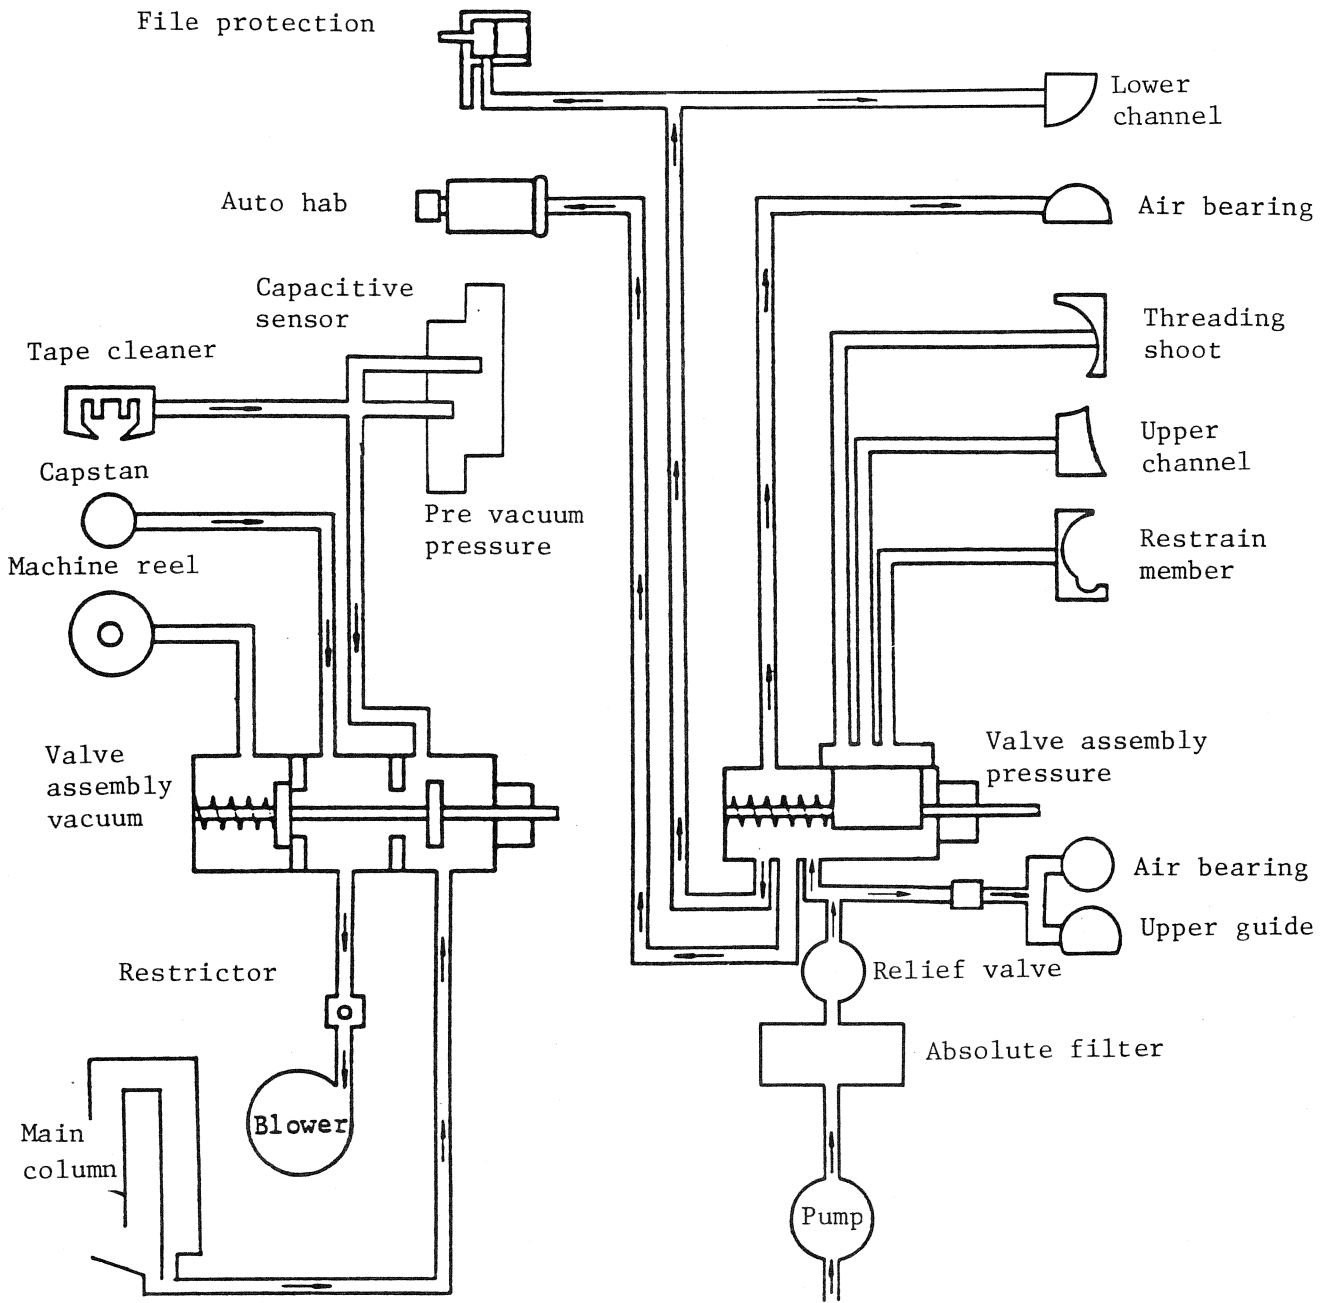 File protection
Lower
channel
Auto hab
Air bearing
Capacitive
sensor
Threading
shoot
Tape cleaner
Upper
channel
Capstan
Pre vacuum
pressure
Restrain
member
Machine reel
Valve
assembly
vacuum
Valve assembly
pressure
Air bearing
Upper guide
Restrictor
Relief valve
Absolute filter
Blower
Main
column
Pump